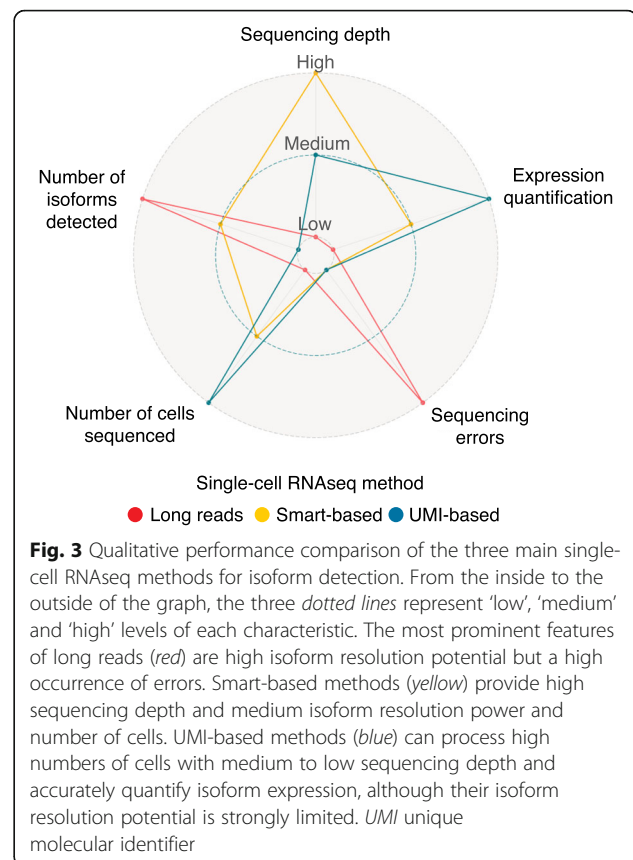 Sequencing depth
High
Medium
Expression
quantification
Number of
isoforms
detected
Low
Number of cells
sequenced
Sequencing
errors
Single-cell RNAseq method
Long reads Smart-based UMI-based
Fig. 3 Qualitative performance comparison of the three main single-
cell RNAseq methods for isoform detection. From the inside to the
outside of the graph, the three dotted lines represent ‘low’, ‘medium’
and ‘high’ levels of each characteristic. The most prominent features
of long reads (red) are high isoform resolution potential but a high
occurrence of errors. Smart-based methods (yellow) provide high
sequencing depth and medium isoform resolution power and
number of cells. UMI-based methods (blue) can process high
numbers of cells with medium to low sequencing depth and
accurately quantify isoform expression, although their isoform
resolution potential is strongly limited. UMI unique
molecular identifier